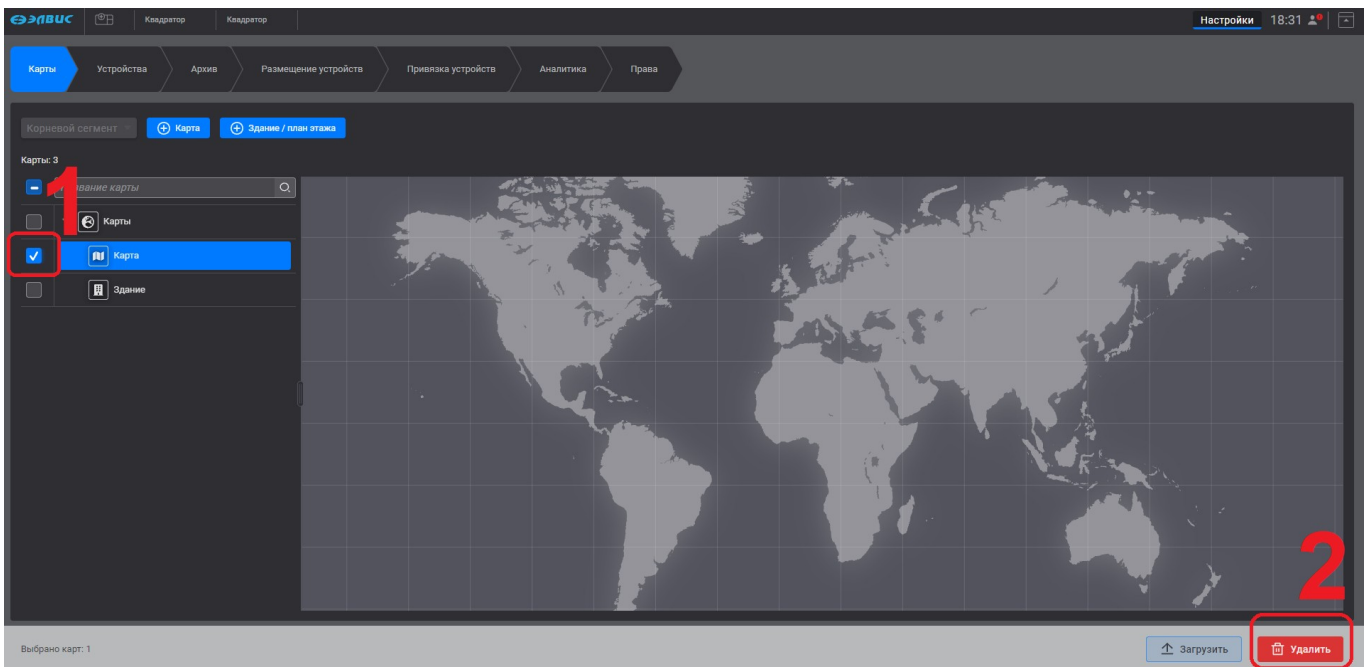 ЭЛВИС Квадратор Квадратор Настройки 18:31
Карты Устройства Архив Размещение устройств Привязка устройств Аналитика Права
Корневой сегмент Карта Здание / план этажа
Карты: 3
1
вание карты
Карты
Карта
Здание
2
Выбрано карт: 1 Загрузить Удалить